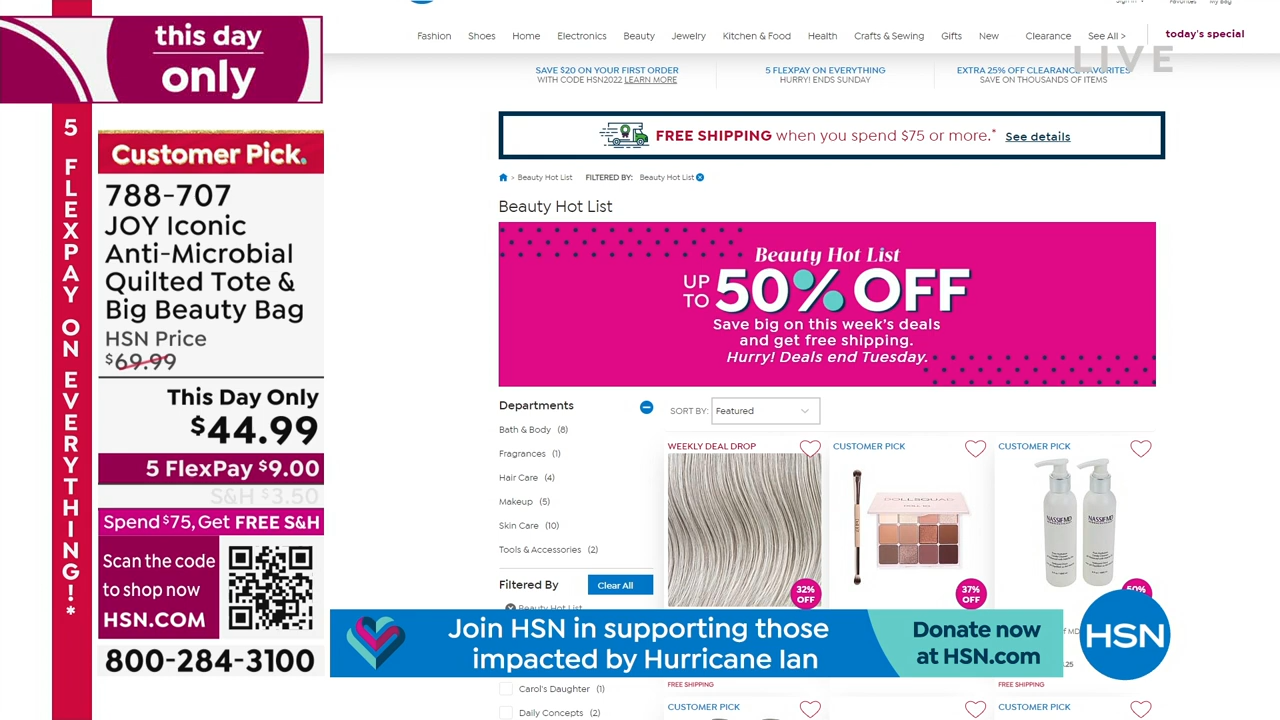 this day
only
5 FLEXPAY ON EVERYTHING!*
Customer Pick.
788-707
JOY Iconic
Anti-Microbial
Quilted Tote &
Big Beauty Bag
HSN Price
$69.99
This Day Only
$44.99
5 FlexPay $9.00
S&H $3.50
Spend $75, Get FREE S&H
Scan the code
to shop now
HSN.COM
800-284-3100
Fashion Shoes Home Electronics Beauty Jewelry Kitchen & Food Health Crafts & Sewing Gifts New Clearance See All > today's special
LIVE
SAVE $20 ON YOUR FIRST ORDER
WITH CODE HSN2022 LEARN MORE
5 FLEXPAY ON EVERYTHING
HURRY! ENDS SUNDAY
EXTRA 25% OFF CLEARANCE FAVORITES
SAVE ON THOUSANDS OF ITEMS
FREE SHIPPING when you spend $75 or more.* See details
> Beauty Hot List FILTERED BY: Beauty Hot List
Beauty Hot List
Beauty Hot List
UP TO 50% OFF
Save big on this week's deals
and get free shipping.
Hurry! Deals end Tuesday.
Departments
Bath & Body (8)
Fragrances (1)
Hair Care (4)
Makeup (5)
Skin Care (10)
Tools & Accessories (2)
Filtered By Clear All
Beauty Hot List
Carol's Daughter (1)
Daily Concepts (2)
SORT BY: Featured
WEEKLY DEAL DROP
32%
OFF
FREE SHIPPING
CUSTOMER PICK
DOLLSQUAD
37%
OFF
CUSTOMER PICK
NASSIFMD
NASSIFMD
50%
FREE SHIPPING
CUSTOMER PICK
CUSTOMER PICK
Join HSN in supporting those
impacted by Hurricane Ian
Donate now
at HSN.com
HSN